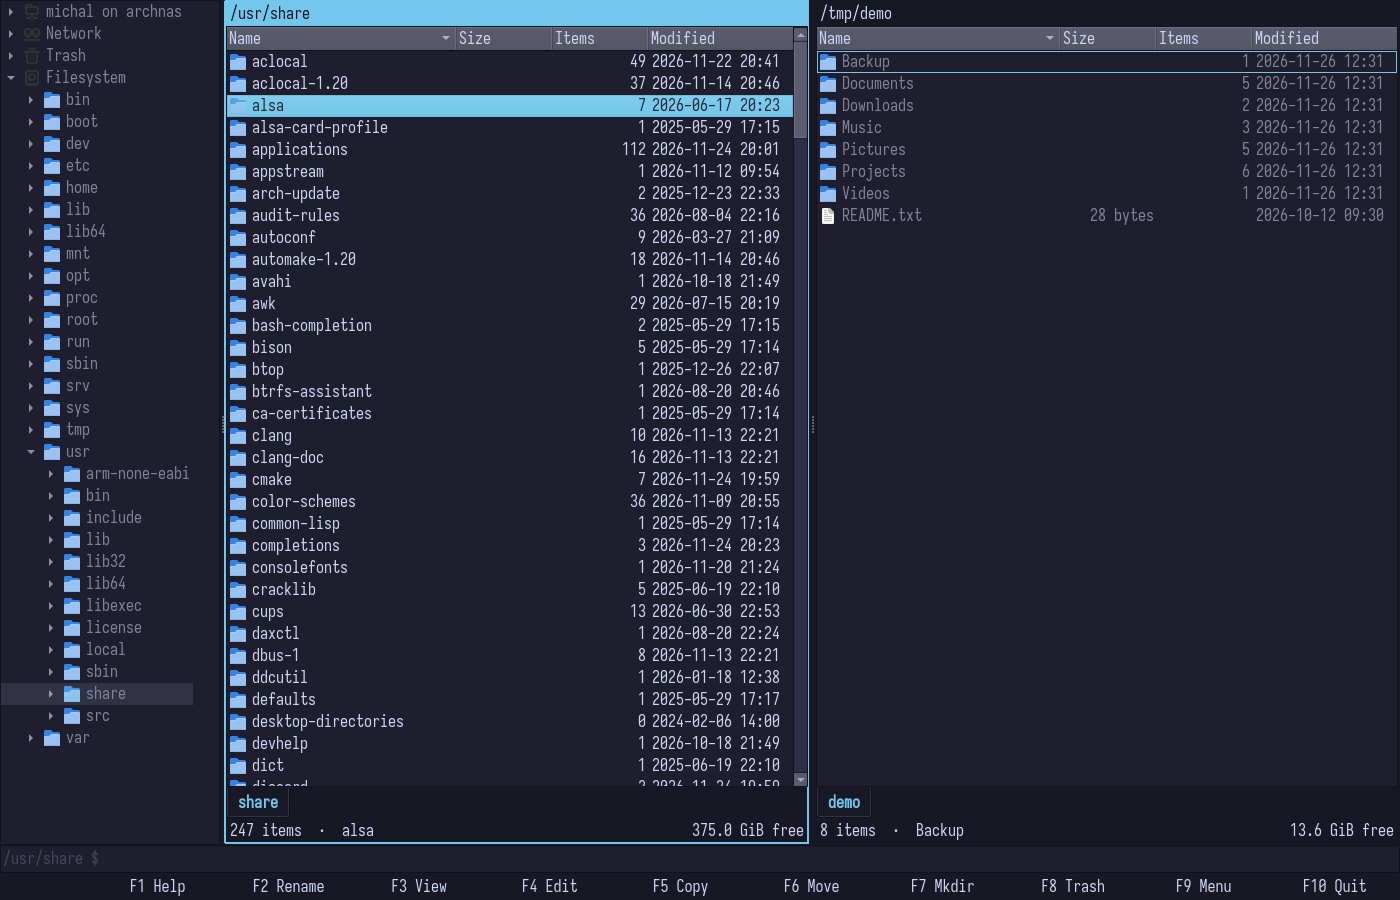 michal on archnas
Network
Trash
Filesystem
bin
boot
dev
etc
home
lib
lib64
mnt
opt
proc
root
run
sbin
srv
sys
tmp
usr
arm-none-eabi
bin
include
lib
lib32
lib64
libexec
license
local
sbin
share
src
var
/usr/share
Name Size Items Modified
aclocal 49 2026-11-22 20:41
aclocal-1.20 37 2026-11-14 20:46
alsa 7 2026-06-17 20:23
alsa-card-profile 1 2025-05-29 17:15
applications 112 2026-11-24 20:01
appstream 1 2026-11-12 09:54
arch-update 2 2025-12-23 22:33
audit-rules 36 2026-08-04 22:16
autoconf 9 2026-03-27 21:09
automake-1.20 18 2026-11-14 20:46
avahi 1 2026-10-18 21:49
awk 29 2026-07-15 20:19
bash-completion 2 2025-05-29 17:15
bison 5 2025-05-29 17:14
btop 1 2025-12-26 22:07
btrfs-assistant 1 2026-08-20 20:46
ca-certificates 1 2025-05-29 17:14
clang 10 2026-11-13 22:21
clang-doc 16 2026-11-13 22:21
cmake 7 2026-11-24 19:59
color-schemes 36 2026-11-09 20:55
common-lisp 1 2025-05-29 17:14
completions 3 2026-11-24 20:23
consolefonts 1 2026-11-20 21:24
cracklib 5 2025-06-19 22:10
cups 13 2026-06-30 22:53
daxctl 1 2026-08-20 22:24
dbus-1 8 2026-11-13 22:21
ddcutil 1 2026-01-18 12:38
defaults 1 2025-05-29 17:17
desktop-directories 0 2024-02-06 14:00
devhelp 1 2026-10-18 21:49
dict 1 2025-06-19 22:10
share
247 items · alsa 375.0 GiB free
/tmp/demo
Name Size Items Modified
Backup 1 2026-11-26 12:31
Documents 5 2026-11-26 12:31
Downloads 2 2026-11-26 12:31
Music 3 2026-11-26 12:31
Pictures 5 2026-11-26 12:31
Projects 6 2026-11-26 12:31
Videos 1 2026-11-26 12:31
README.txt 28 bytes 2026-10-12 09:30
demo
8 items · Backup 13.6 GiB free
/usr/share $
F1 Help F2 Rename F3 View F4 Edit F5 Copy F6 Move F7 Mkdir F8 Trash F9 Menu F10 Quit